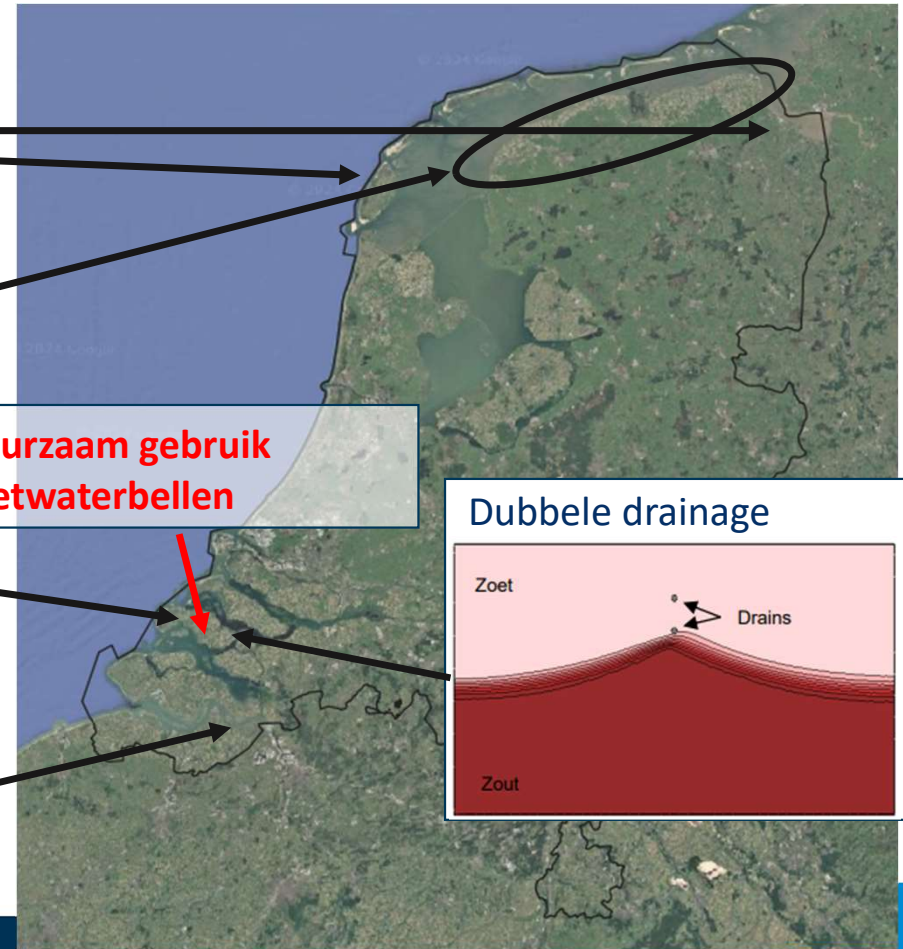 urzaam gebruik
etwaterbellen
Dubbele drainage
Zoet
Drains
Zout